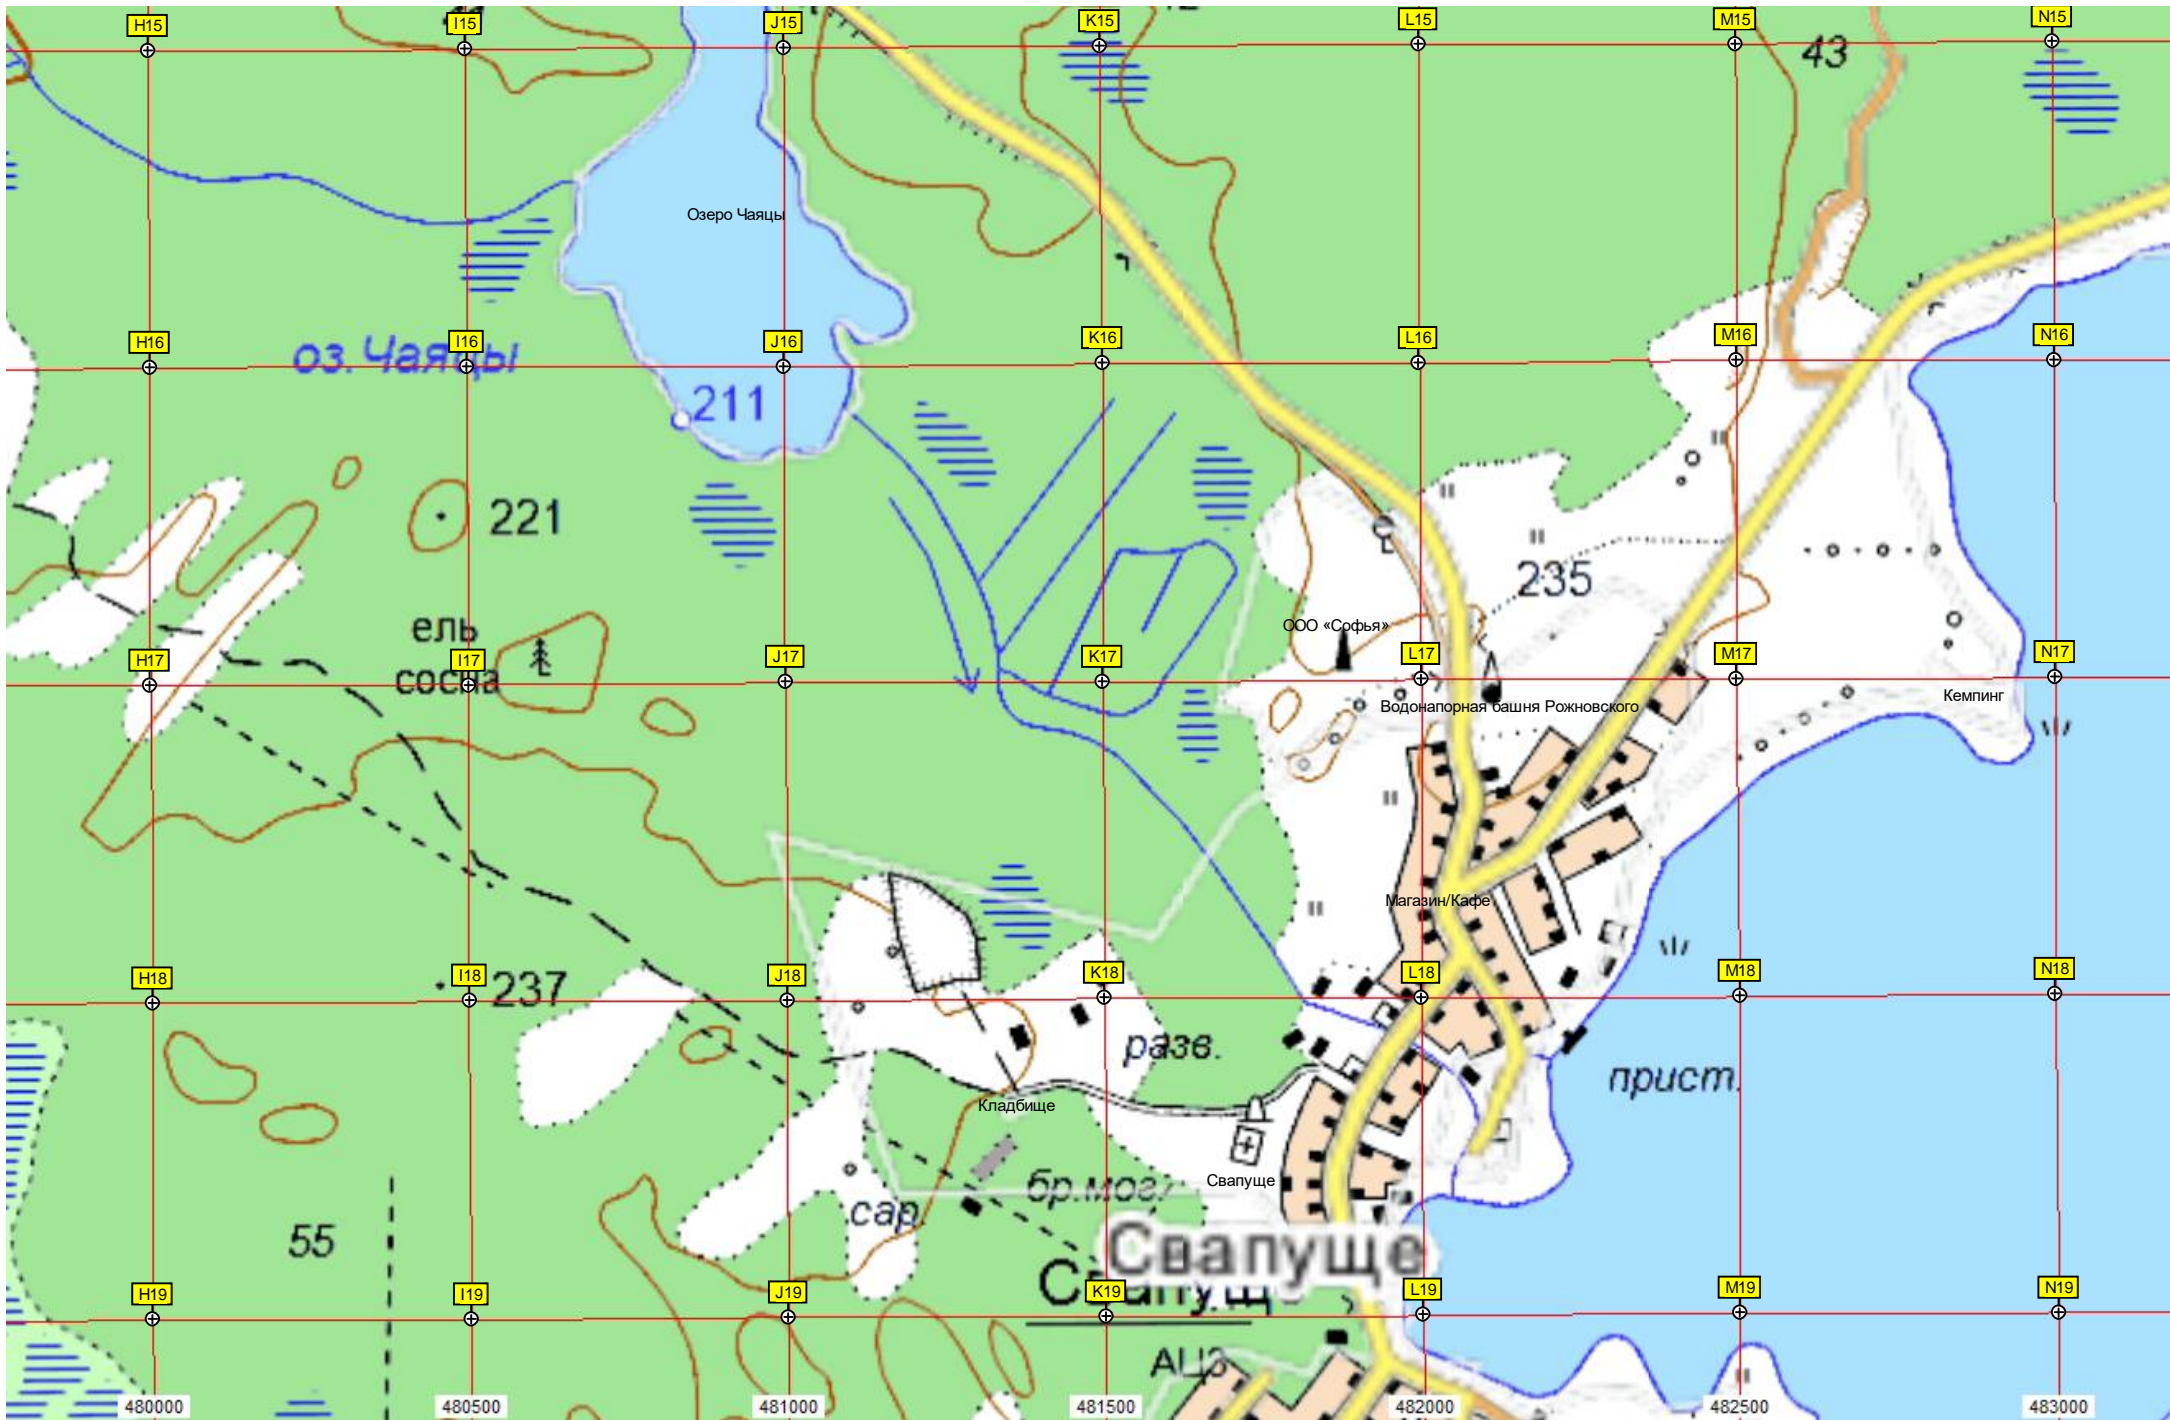 H15 I15 J15 K15 L15 M15 N15
43
Озеро Чаяцы
H16 I16 J16 K16 L16 M16 N16
оз. Чаяцы
211
221
235
ель
сосна
ООО «Софья»
H17 I17 J17 K17 L17 M17 N17
Кемпинг
Водонапорная башня Рожновского
Магазин/Кафе
H18 I18 J18 K18 L18 M18 N18
237
разв.
прист.
Кладбище
Свапуще
бр.мог.
сар.
55
Свапуще
Свапуще
H19 I19 J19 K19 L19 M19 N19
480000 480500 481000 481500 482000 482500 483000